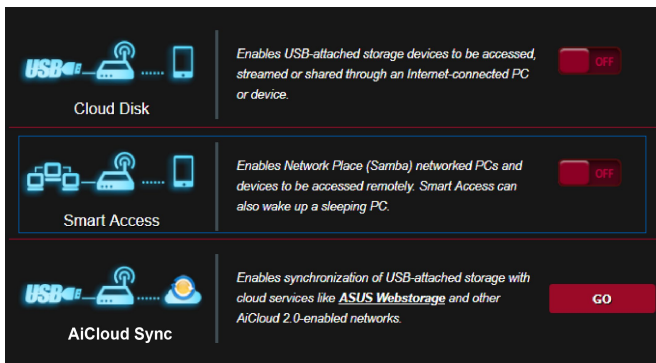 USB
Cloud Disk
Enables USB-attached storage devices to be accessed,
streamed or shared through an Internet-connected PC
or device.
OFF
Smart Access
Enables Network Place (Samba) networked PCs and
devices to be accessed remotely. Smart Access can
also wake up a sleeping PC.
OFF
USB
AiCloud Sync
Enables synchronization of USB-attached storage with
cloud services like ASUS Webstorage and other
AiCloud 2.0-enabled networks.
GO